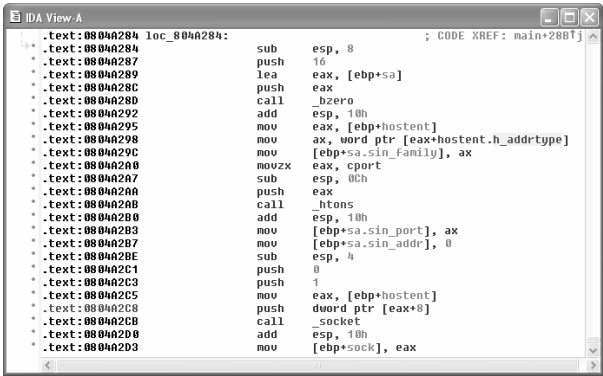 IDA View-A
.text:0804A284 loc_804A284: ; CODE XREF: main+28B↑j
.text:0804A284 sub esp, 8
.text:0804A287 push 16
.text:0804A289 lea eax, [ebp+sa]
.text:0804A28C push eax
.text:0804A28D call _bzero
.text:0804A292 add esp, 10h
.text:0804A295 mov eax, [ebp+hostent]
.text:0804A298 mov ax, word ptr [eax+hostent.h_addrtype]
.text:0804A29C mov [ebp+sa.sin_family], ax
.text:0804A2A0 movzx eax, cport
.text:0804A2A7 sub esp, 0Ch
.text:0804A2AA push eax
.text:0804A2AB call _htons
.text:0804A2B0 add esp, 10h
.text:0804A2B3 mov [ebp+sa.sin_port], ax
.text:0804A2B7 mov [ebp+sa.sin_addr], 0
.text:0804A2BE sub esp, 4
.text:0804A2C1 push 0
.text:0804A2C3 push 1
.text:0804A2C5 mov eax, [ebp+hostent]
.text:0804A2C8 push dword ptr [eax+8]
.text:0804A2CB call _socket
.text:0804A2D0 add esp, 10h
.text:0804A2D3 mov [ebp+sock], eax